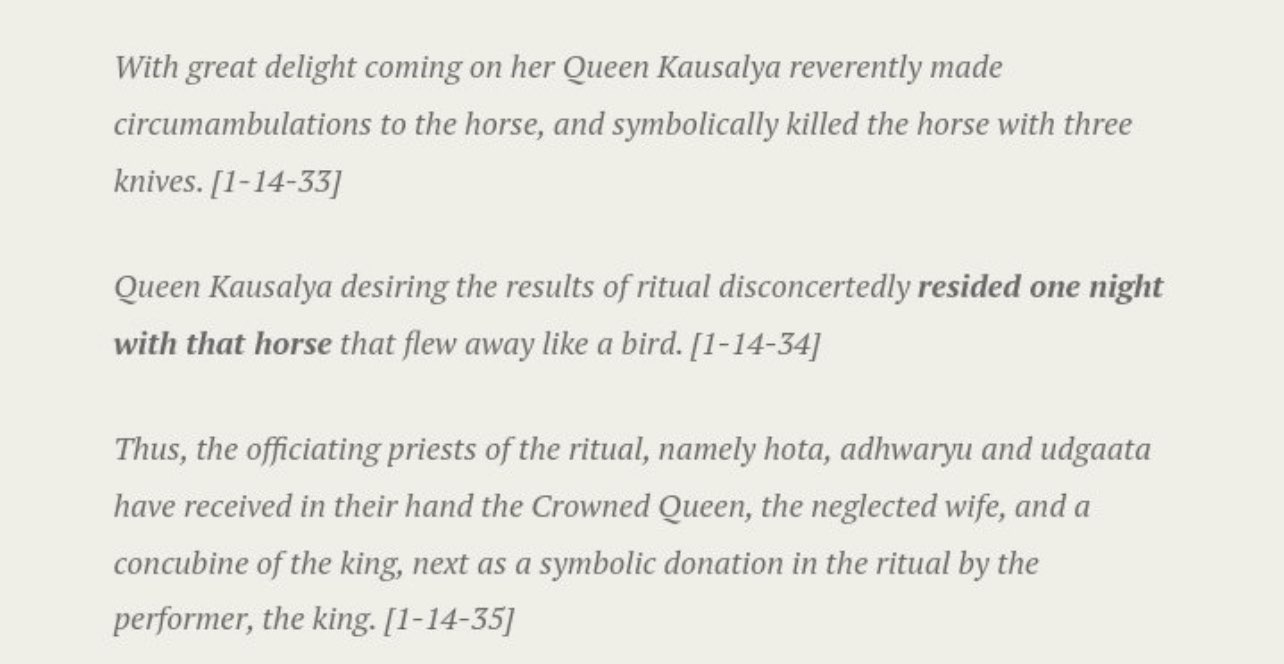 With great delight coming on her Queen Kausalya reverently made
circumambulations to the horse, and symbolically killed the horse with three
knives. [1-14-33]
Queen Kausalya desiring the results of ritual disconcertedly resided one night
with that horse that flew away like a bird. [1-14-34]
Thus, the officiating priests of the ritual, namely hota, adhwaryu and udgaata
have received in their hand the Crowned Queen, the neglected wife, and a
concubine of the king, next as a symbolic donation in the ritual by the
performer, the king. [1-14-35]